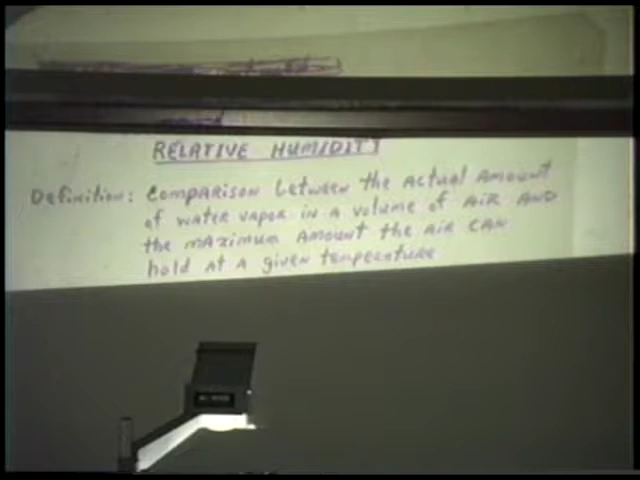 RELATIVE HUMIDITY
Definition: Comparison between the actual amount
of water vapor in a volume of air and
the maximum amount the air can
hold at a given temperature